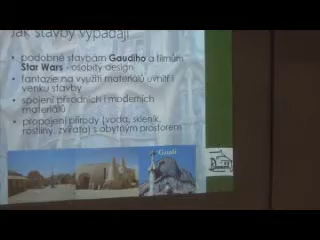 Jak stavby vypadají
podobné stavbám Gaudího a filmům
Star Wars - osobitý design
fantazie na využití materiálů uvnitř i
venku stavby
spojení přírodních i moderních
materiálů
propojení přírody (voda, skleník,
rostliny, zvířata) s obytným prostorem
Gaudí